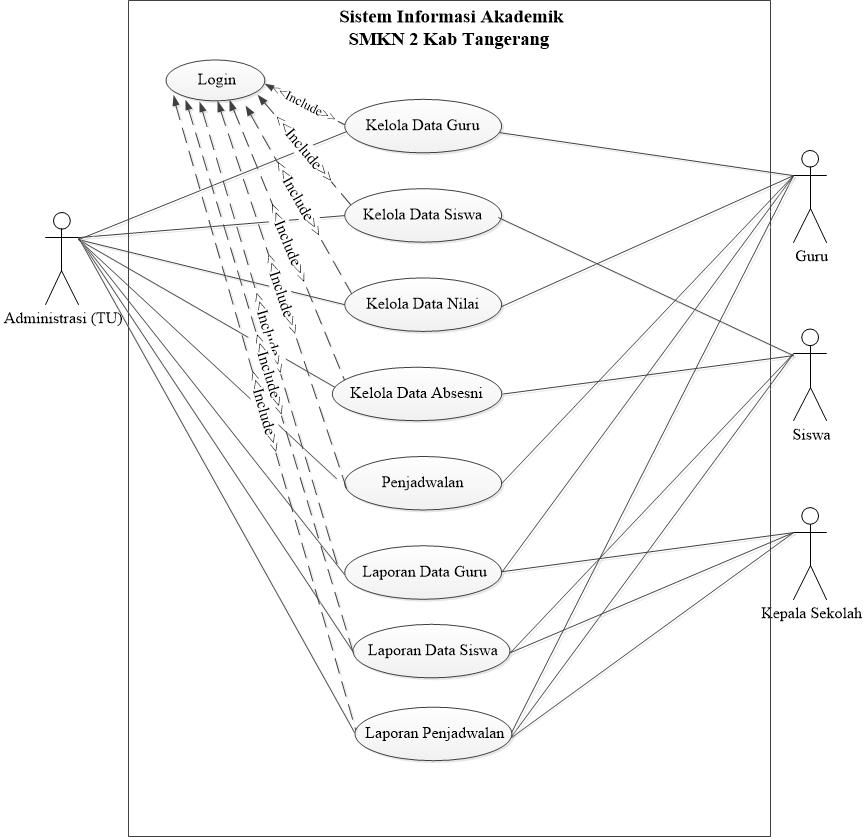 Sistem Informasi Akademik
SMKN 2 Kab Tangerang
Login
<<Include>>
Kelola Data Guru
<<Include>>
Kelola Data Siswa
<<Include>>
Kelola Data Nilai
<<Include>>
Kelola Data Absesni
<<Include>>
Penjadwalan
<<Include>>
Laporan Data Guru
<<Include>>
Laporan Data Siswa
<<Include>>
Laporan Penjadwalan
Administrasi (TU)
Guru
Siswa
Kepala Sekolah